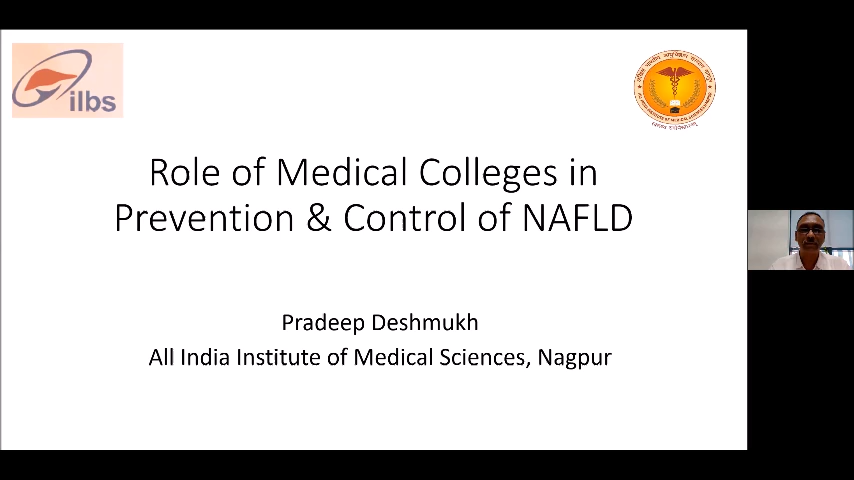 ilbs
Role of Medical Colleges in
Prevention & Control of NAFLD
Pradeep Deshmukh
All India Institute of Medical Sciences, Nagpur